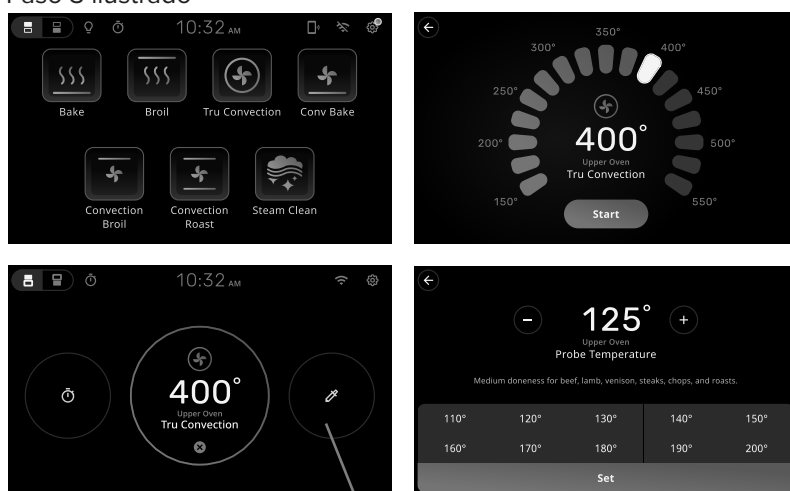 Paso ilustrado
10:32 AM
Bake
Broil
Tru Convection
Conv Bake
Convection Broil
Convection Roast
Steam Clean
350°
300°
400°
250°
450°
200°
500°
150°
550°
400°
Upper Oven
Tru Convection
Start
10:32 AM
400°
Upper Oven
Tru Convection
125°
Upper Oven
Probe Temperature
Medium doneness for beef, lamb, venison, steaks, chops, and roasts.
110° 120° 130° 140° 150°
160° 170° 180° 190° 200°
Set